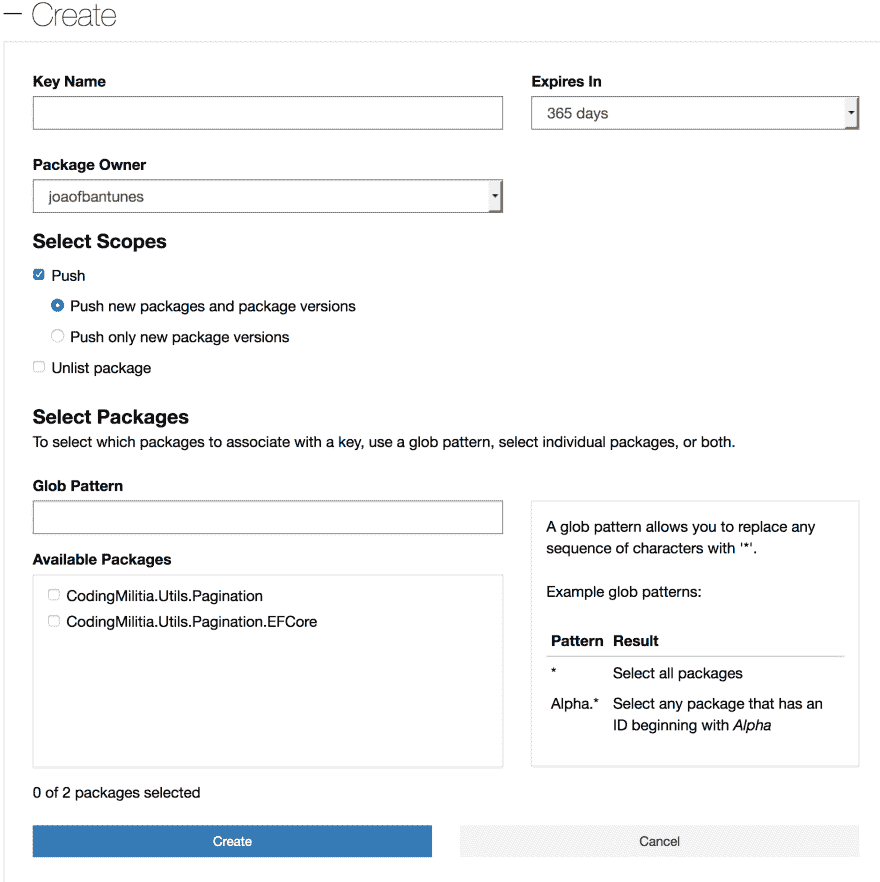 Create
Key Name
Expires In
365 days
Package Owner
joaofbantunes
Select Scopes
Push
Push new packages and package versions
Push only new package versions
Unlist package
Select Packages
To select which packages to associate with a key, use a glob pattern, select individual packages, or both.
Glob Pattern
Available Packages
CodingMilitia.Utils.Pagination
CodingMilitia.Utils.Pagination.EFCore
A glob pattern allows you to replace any
sequence of characters with '*'.
Example glob patterns:
Pattern Result
* Select all packages
Alpha.* Select any package that has an
ID beginning with Alpha
0 of 2 packages selected
Create
Cancel